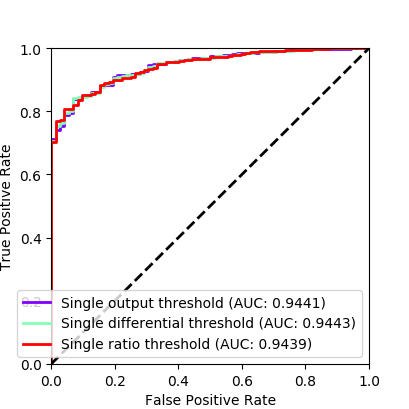 1.0
0.8
0.6
0.4
0.2
0.0
True Positive Rate
Single output threshold (AUC: 0.9441)
Single differential threshold (AUC: 0.9443)
Single ratio threshold (AUC: 0.9439)
0.0 0.2 0.4 0.6 0.8 1.0
False Positive Rate